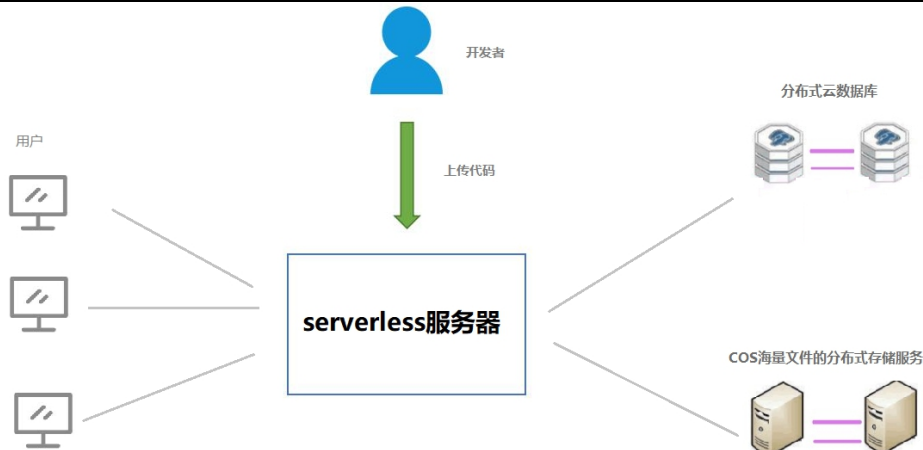 开发者
分布式云数据库
用户
上传代码
serverless服务器
COS海量文件的分布式存储服务